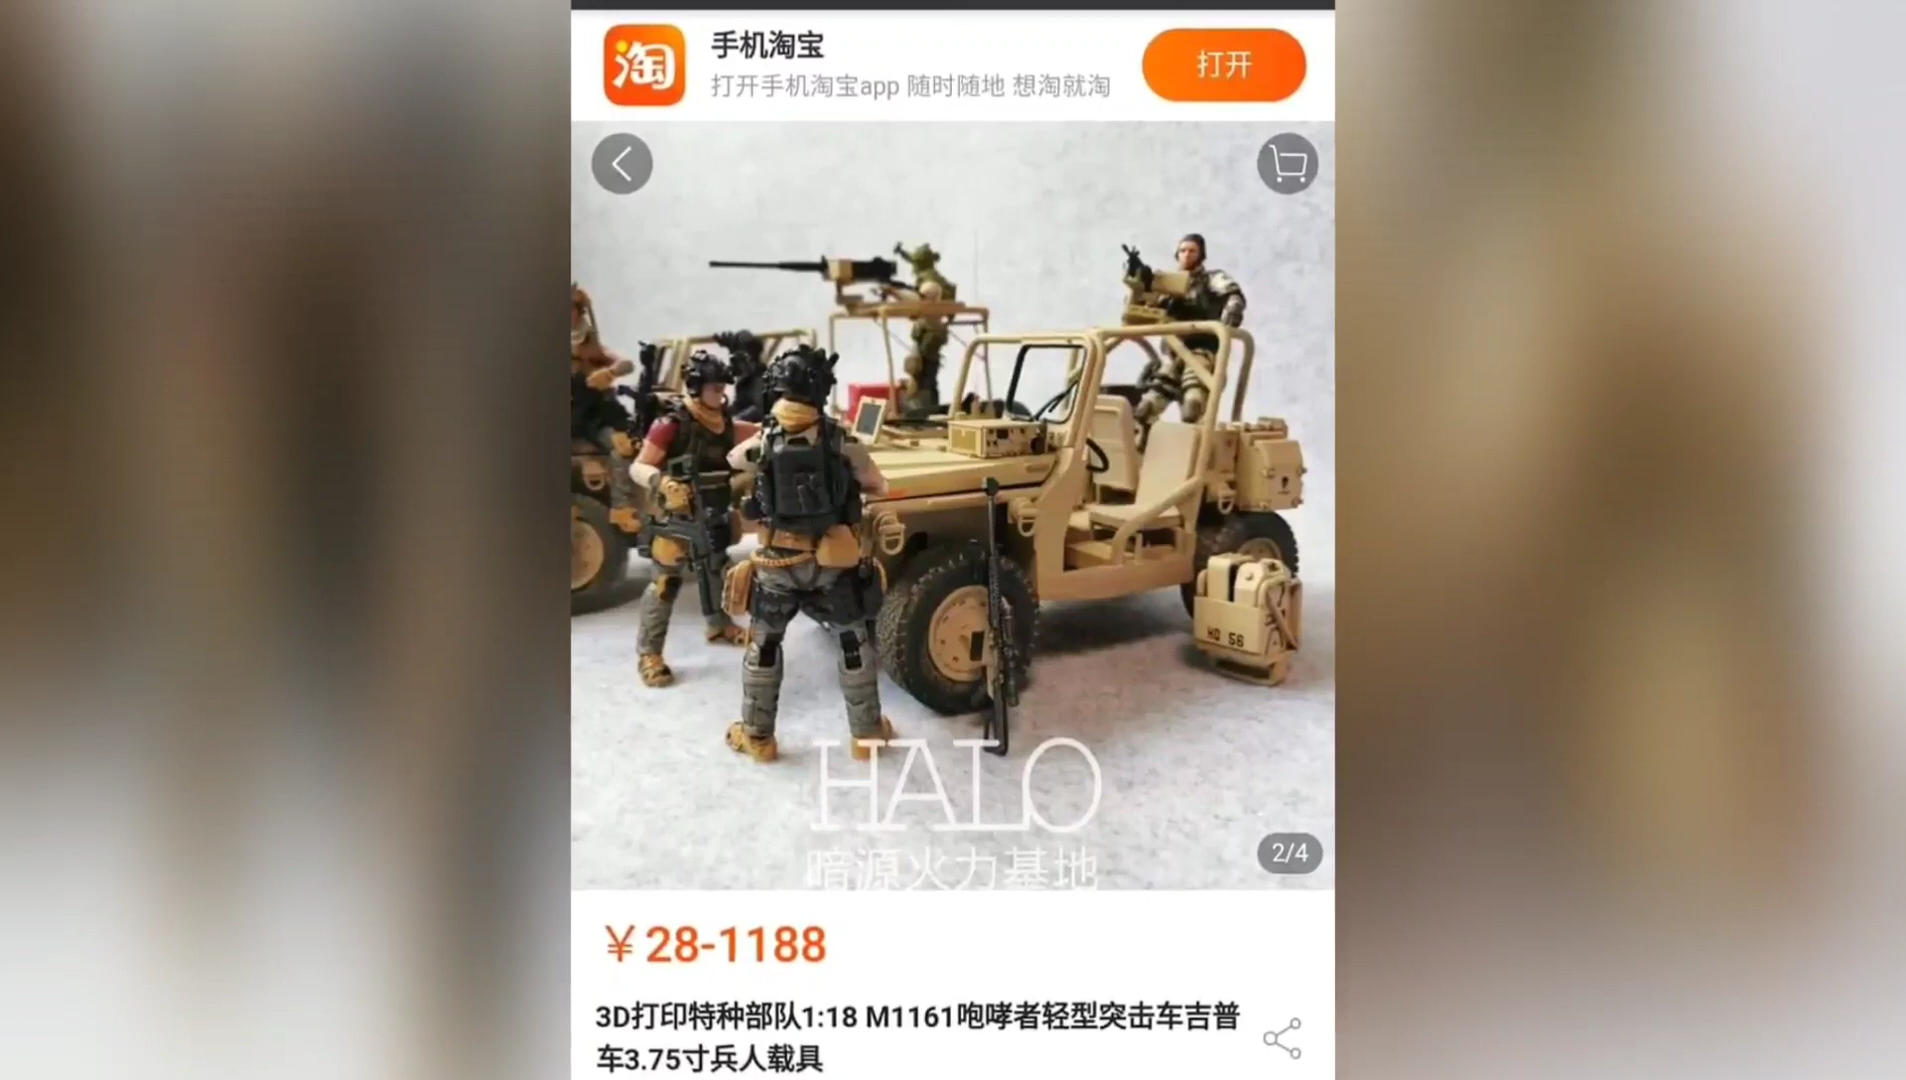 淘
手机淘宝
打开手机淘宝app 随时随地 想淘就淘
打开
HQ 56
HALO
暗源火力基地
2/4
￥28-1188
3D打印特种部队1:18 M1161咆哮者轻型突击车吉普
车3.75寸兵人载具